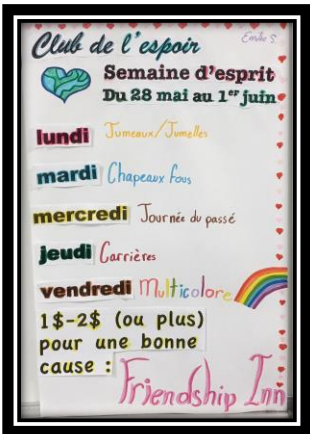 Club de l'espoir
Emilie S.
Semaine d'esprit
Du 28 mai au 1er juin
lundi Jumeaux/Jumelles
mardi Chapeaux fous
mercredi Journée du passé
jeudi Carrières
vendredi Multicolore
1$-2$ (ou plus)
pour une bonne
cause :
Friendship Inn